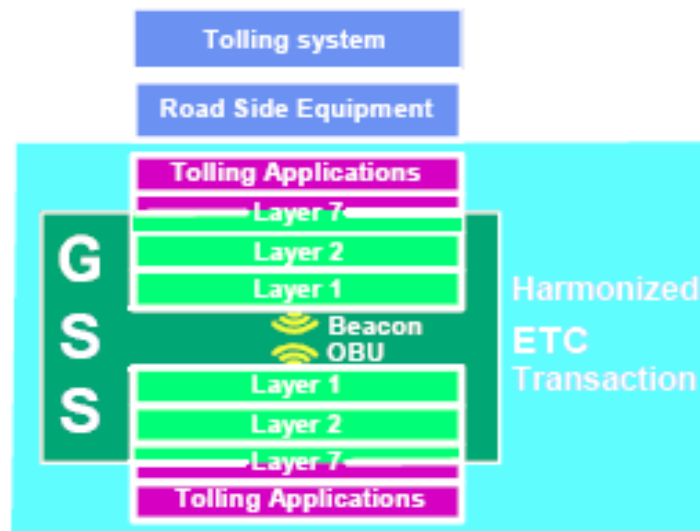 Tolling system
Road Side Equipment
Tolling Applications
Layer 7
Layer 2
Layer 1
G
S
S
Beacon
OBU
Harmonized
ETC
Transaction
Layer 1
Layer 2
Layer 7
Tolling Applications